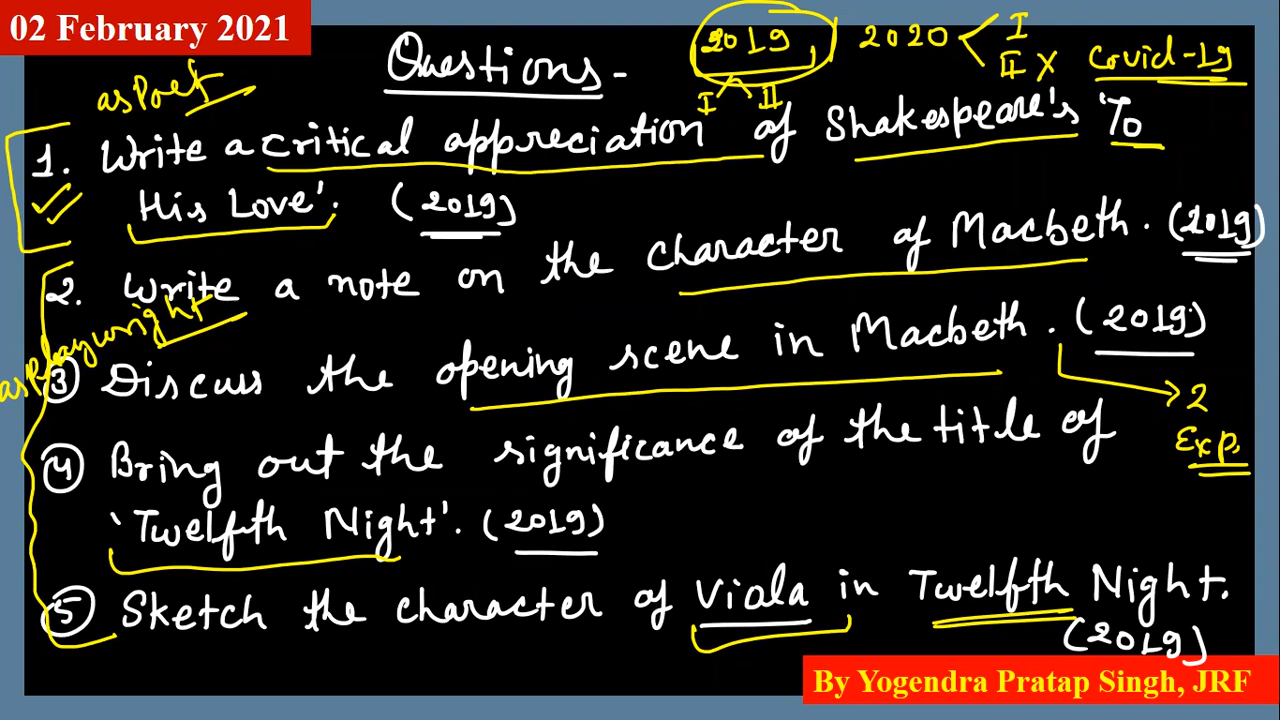 02 February 2021
Questions -
2019
I II
2020 I
II X
Covid-19
as Poet
1. Write a critical appreciation of Shakespeare's 'To
His Love'. (2019)
2. Write a note on the character of Macbeth. (2019)
as Playwright
3 Discuss the opening scene in Macbeth. (2019)
2
Exp.
4 Bring out the significance of the title of
'Twelfth Night'. (2019)
5 Sketch the character of Viola in Twelfth Night.
(2019)
By Yogendra Pratap Singh, JRF